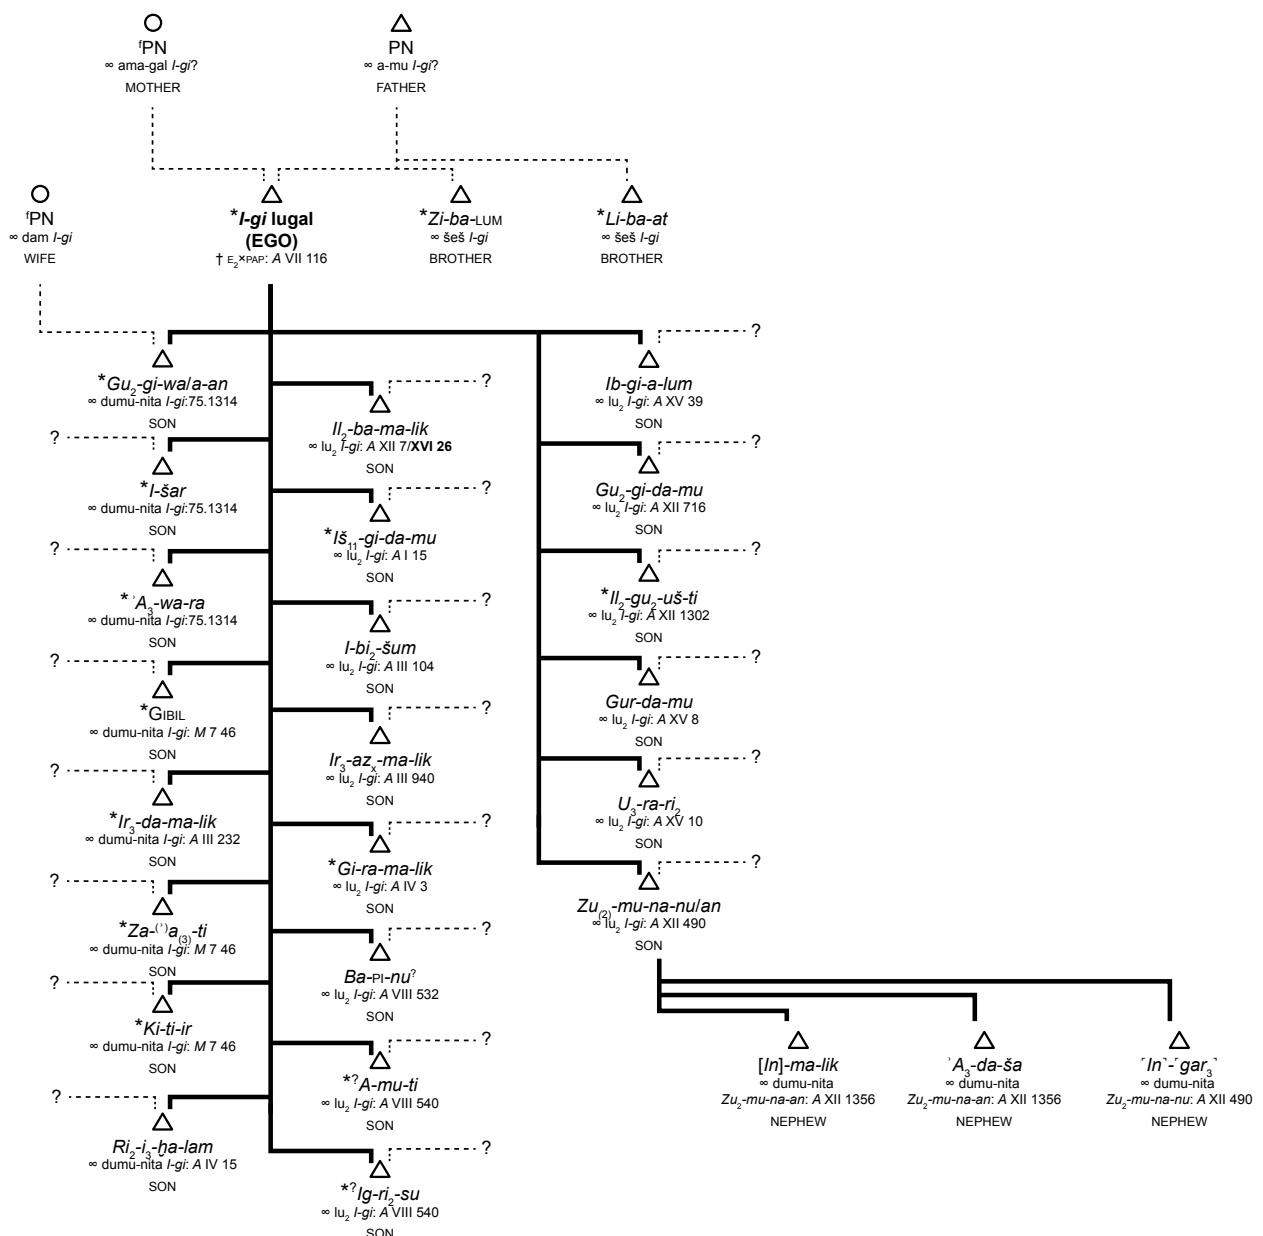 ᶠPN
∞ ama-gal I-gi?
MOTHER
PN
∞ a-mu I-gi?
FATHER
ᶠPN
∞ dam I-gi
WIFE
*I-gi lugal
(EGO)
† E₂×PAP: A VII 116
*Zi-ba-LUM
∞ šeš I-gi
BROTHER
*Li-ba-at
∞ šeš I-gi
BROTHER
?
*Gu₂-gi-wa/a-an
∞ dumu-nita I-gi:75.1314
SON
?
*I-šar
∞ dumu-nita I-gi:75.1314
SON
?
*ʾA₃-wa-ra
∞ dumu-nita I-gi:75.1314
SON
?
*GIBIL
∞ dumu-nita I-gi: M 7 46
SON
?
*Ir₃-da-ma-lik
∞ dumu-nita I-gi: A III 232
SON
?
*Za-⁽ʾ⁾a₍₃₎-ti
∞ dumu-nita I-gi: M 7 46
SON
?
*Ki-ti-ir
∞ dumu-nita I-gi: M 7 46
SON
?
Ri₂-i₃-ḫa-lam
∞ dumu-nita I-gi: A IV 15
SON
?
Il₂-ba-ma-lik
∞ lu₂ I-gi: A XII 7/XVI 26
SON
?
*Iš₁₁-gi-da-mu
∞ lu₂ I-gi: A I 15
SON
?
I-bi₂-šum
∞ lu₂ I-gi: A III 104
SON
?
Ir₃-azₓ-ma-lik
∞ lu₂ I-gi: A III 940
SON
?
*Gi-ra-ma-lik
∞ lu₂ I-gi: A IV 3
SON
?
Ba-PI-nu?
∞ lu₂ I-gi: A VIII 532
SON
?
*?A-mu-ti
∞ lu₂ I-gi: A VIII 540
SON
?
*?Ig-ri₂-su
∞ lu₂ I-gi: A VIII 540
SON
Ib-gi-a-lum
∞ lu₂ I-gi: A XV 39
SON
?
Gu₂-gi-da-mu
∞ lu₂ I-gi: A XII 716
SON
?
*Il₂-gu₂-uš-ti
∞ lu₂ I-gi: A XII 1302
SON
?
Gur-da-mu
∞ lu₂ I-gi: A XV 8
SON
?
U₃-ra-ri₂
∞ lu₂ I-gi: A XV 10
SON
?
Zu₍₂₎-mu-na-nu/an
∞ lu₂ I-gi: A XII 490
SON
[In]-ma-lik
∞ dumu-nita
Zu₂-mu-na-an: A XII 1356
NEPHEW
ʾA₃-da-ša
∞ dumu-nita
Zu₂-mu-na-an: A XII 1356
NEPHEW
⸢In⸣-⸢gar₃⸣
∞ dumu-nita
Zu₂-mu-na-nu: A XII 490
NEPHEW